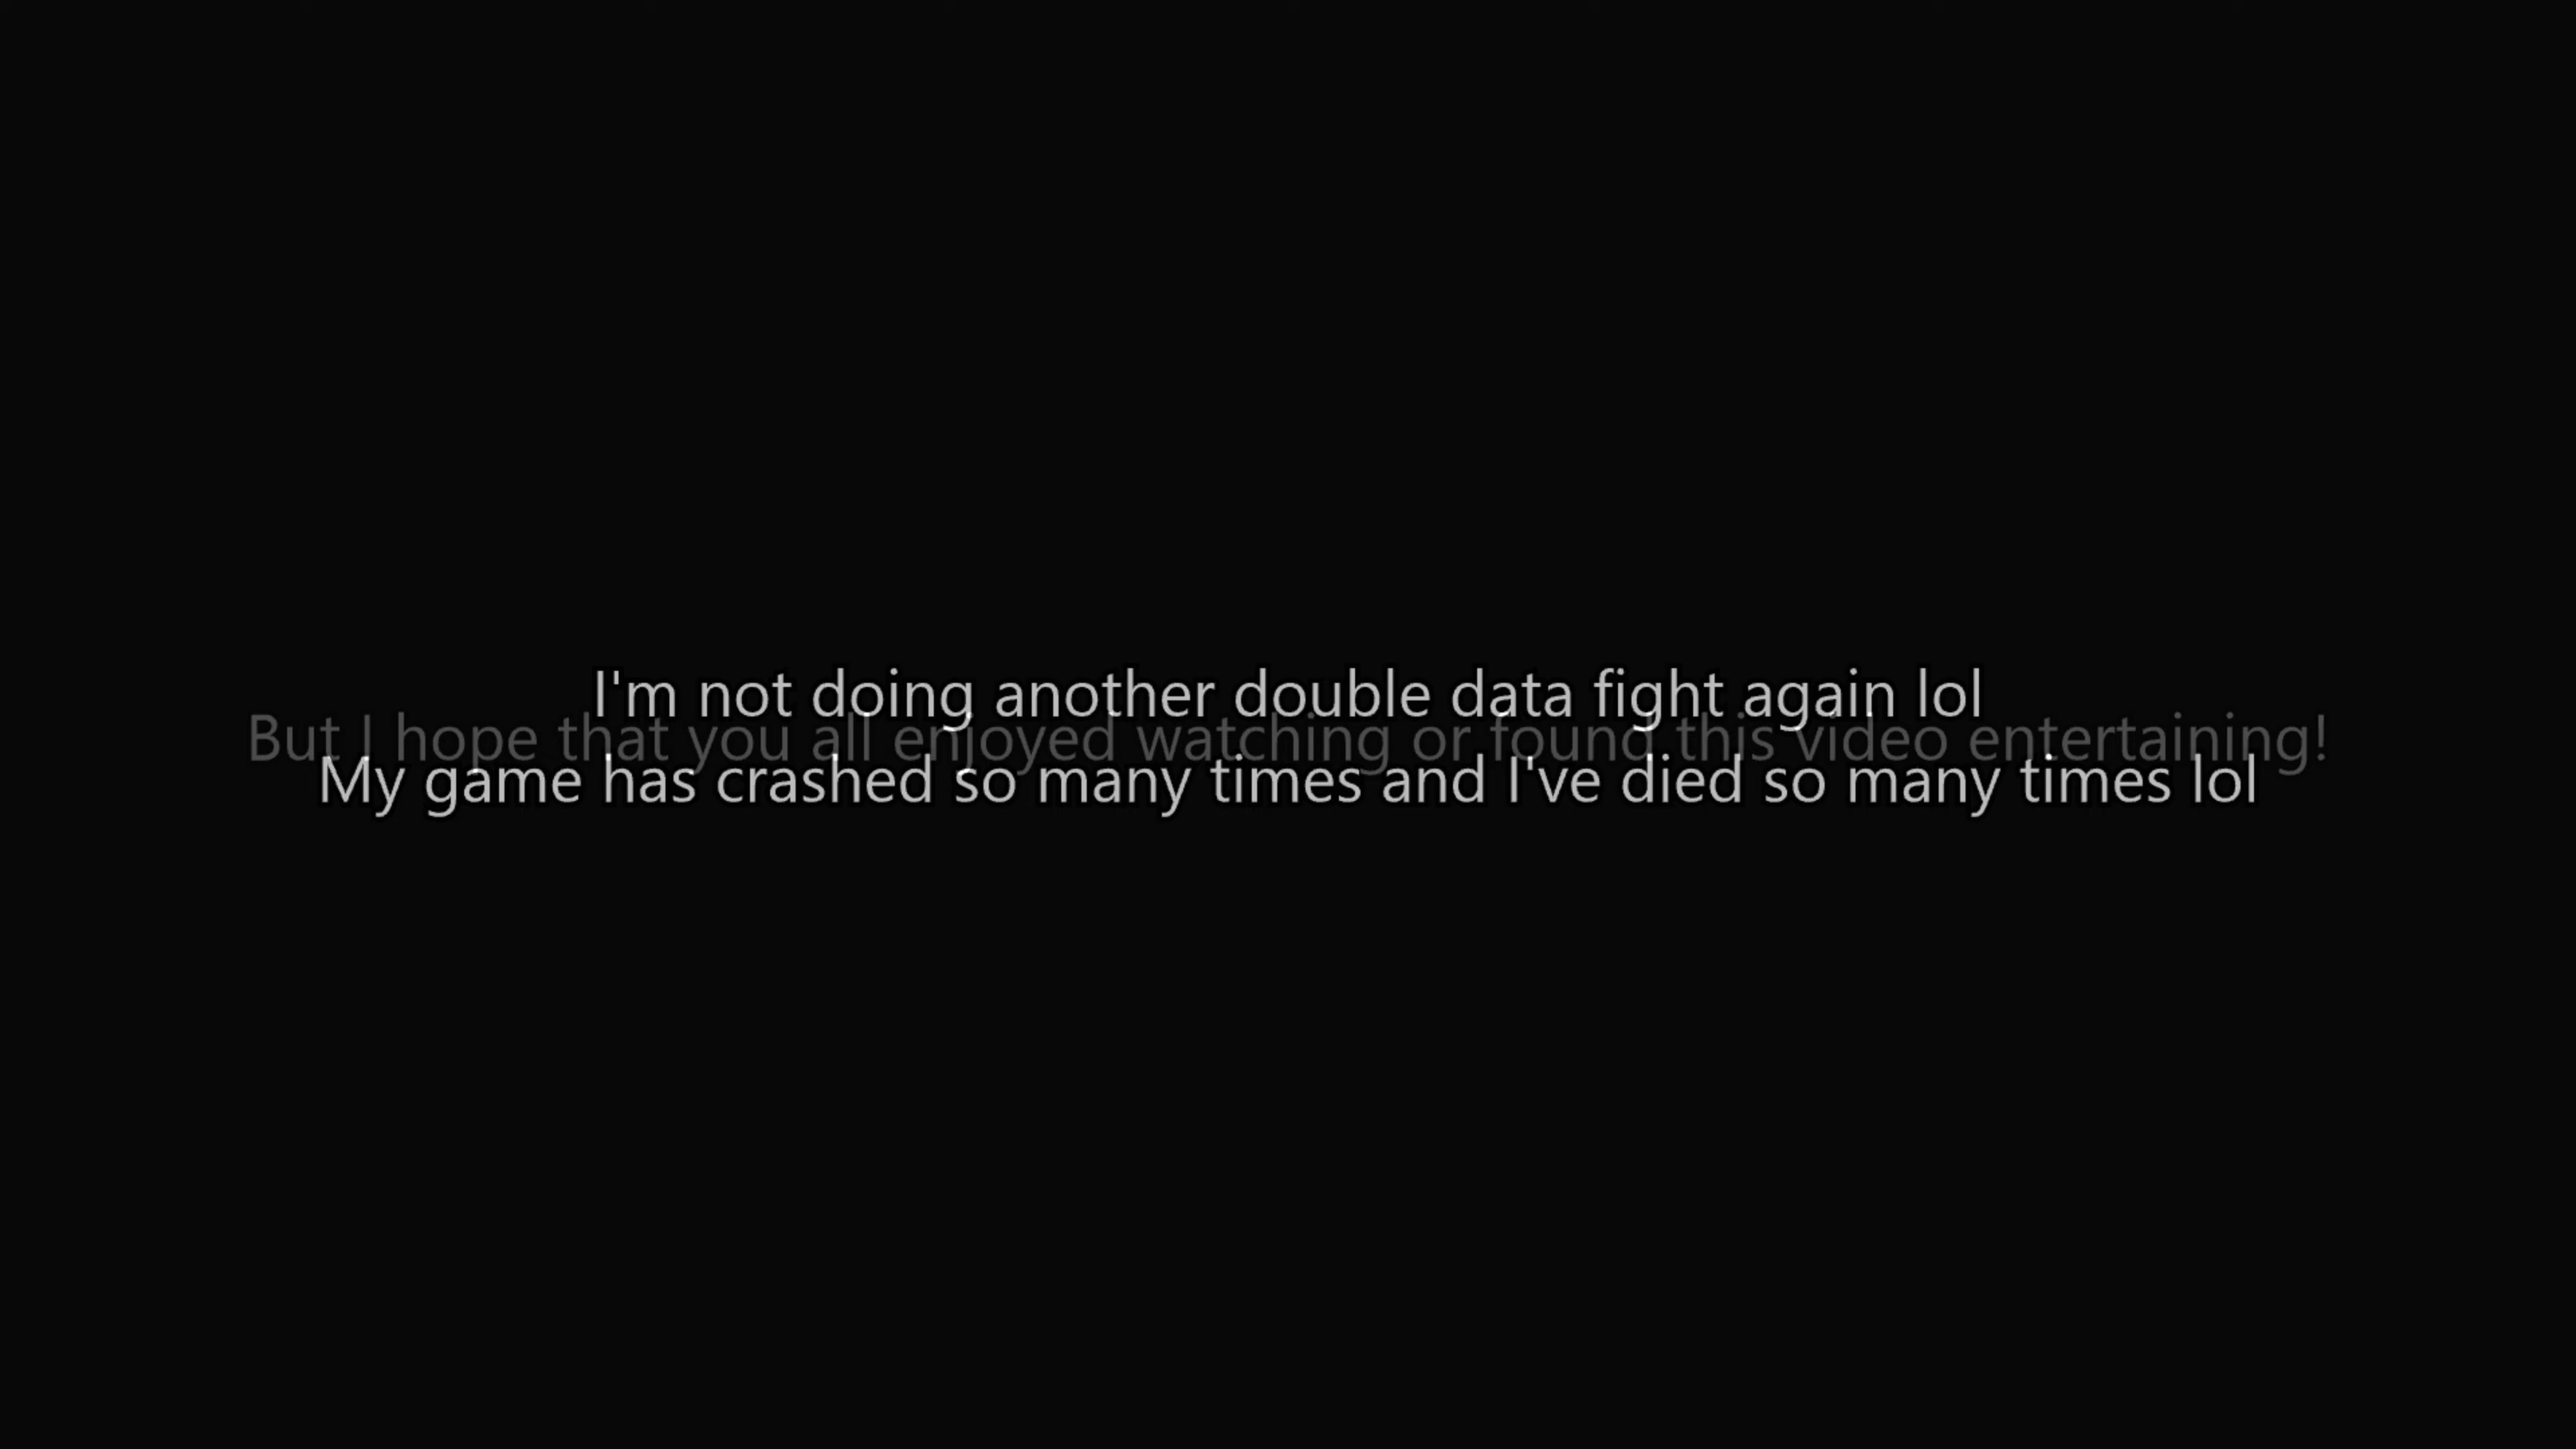 I'm not doing another double data fight again lol
But I hope that you all enjoyed watching or found this video entertaining!
My game has crashed so many times and I've died so many times lol